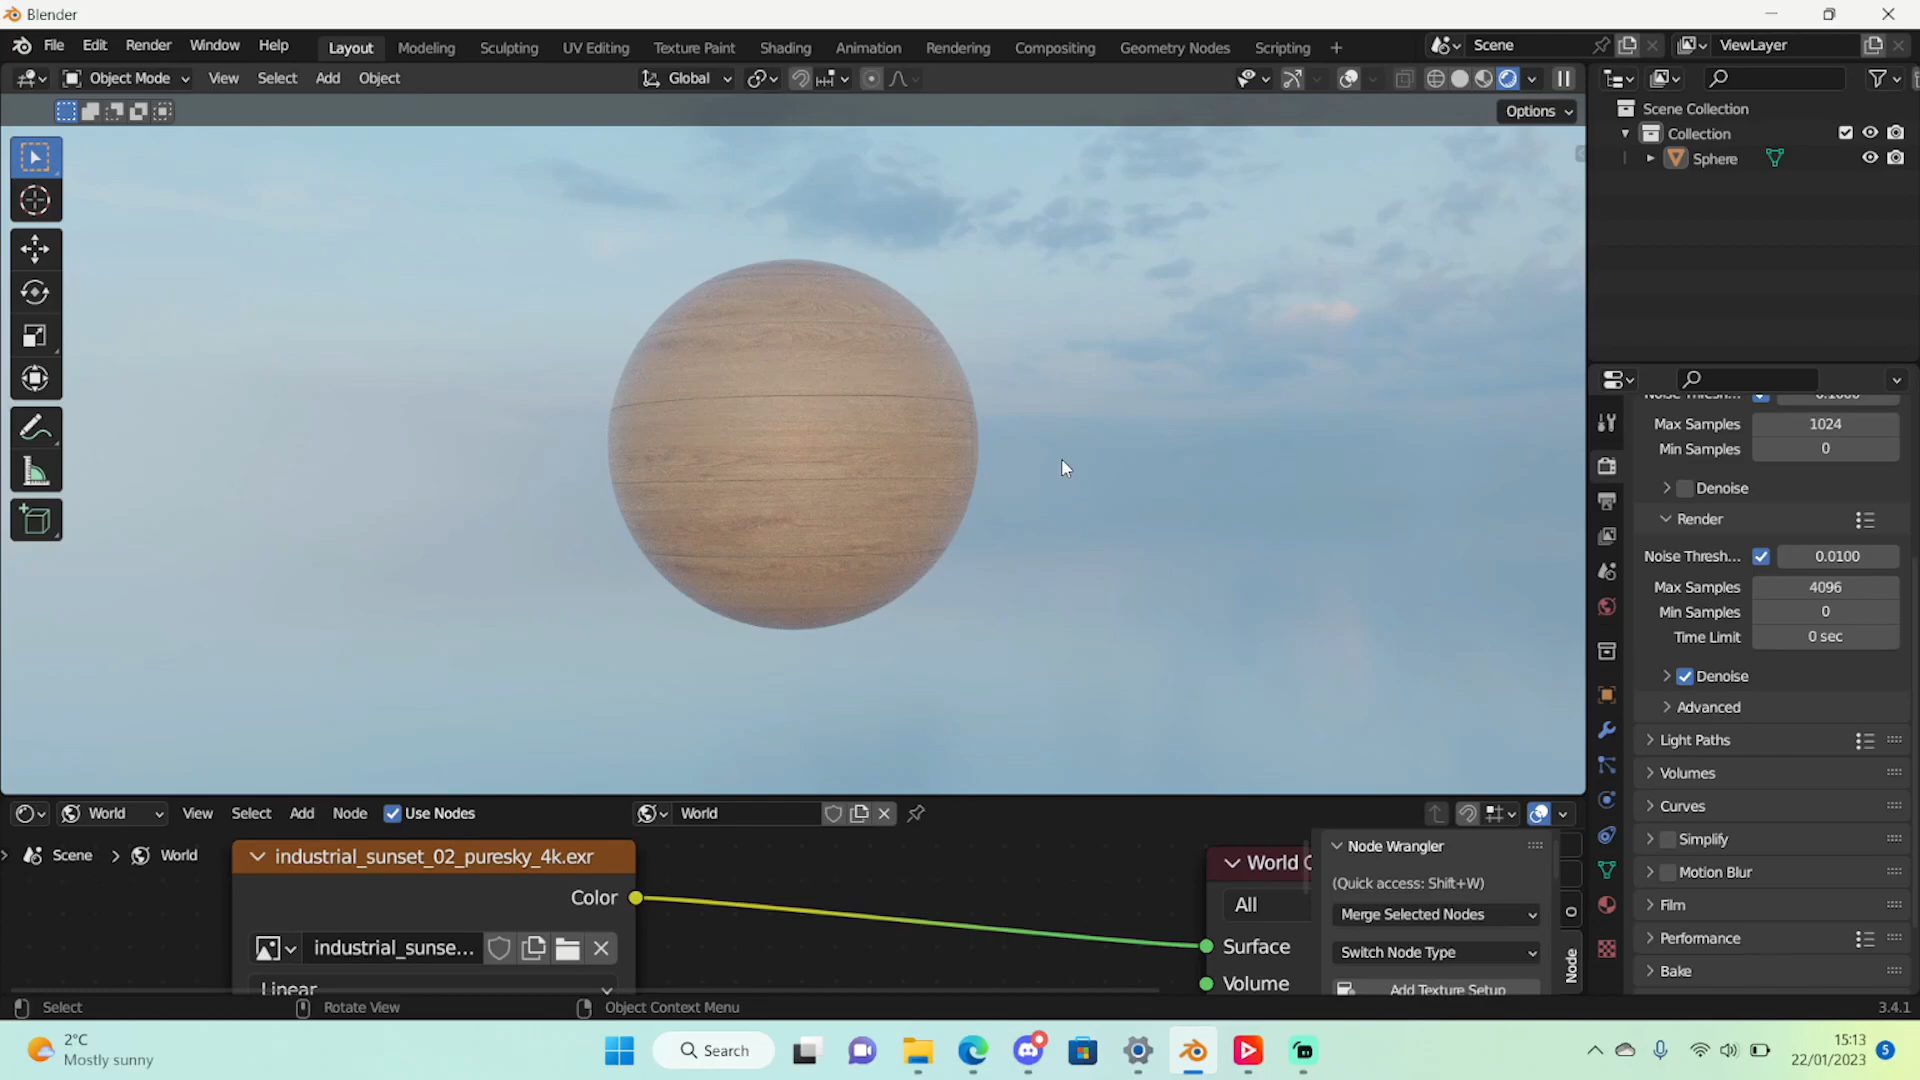 Blender
File Edit Render Window Help Layout Modeling Sculpting UV Editing Texture Paint Shading Animation Rendering Compositing Geometry Nodes Scripting + Scene ViewLayer
Object Mode View Select Add Object Global
Options
Scene Collection
Collection
Sphere
Max Samples 1024
Min Samples 0
Denoise
Render
Noise Thresh... 0.0100
Max Samples 4096
Min Samples 0
Time Limit 0 sec
Denoise
Advanced
Light Paths
Volumes
Curves
Simplify
Motion Blur
Film
Performance
Bake
World View Select Add Node Use Nodes World
Scene > World
industrial_sunset_02_puresky_4k.exr
Color
industrial_sunse...
Linear
World O
All
Surface
Volume
Node Wrangler
(Quick access: Shift+W)
Merge Selected Nodes
Switch Node Type
Add Texture Setup
Node
Select Rotate View Object Context Menu 3.4.1
2°C
Mostly sunny
Search
15:13
22/01/2023
5